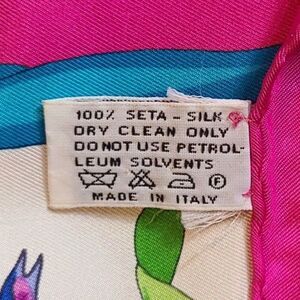 100% SETA - SILK
DRY CLEAN ONLY
DO NOT USE PETROL-
LEUM SOLVENTS
F
MADE IN ITALY